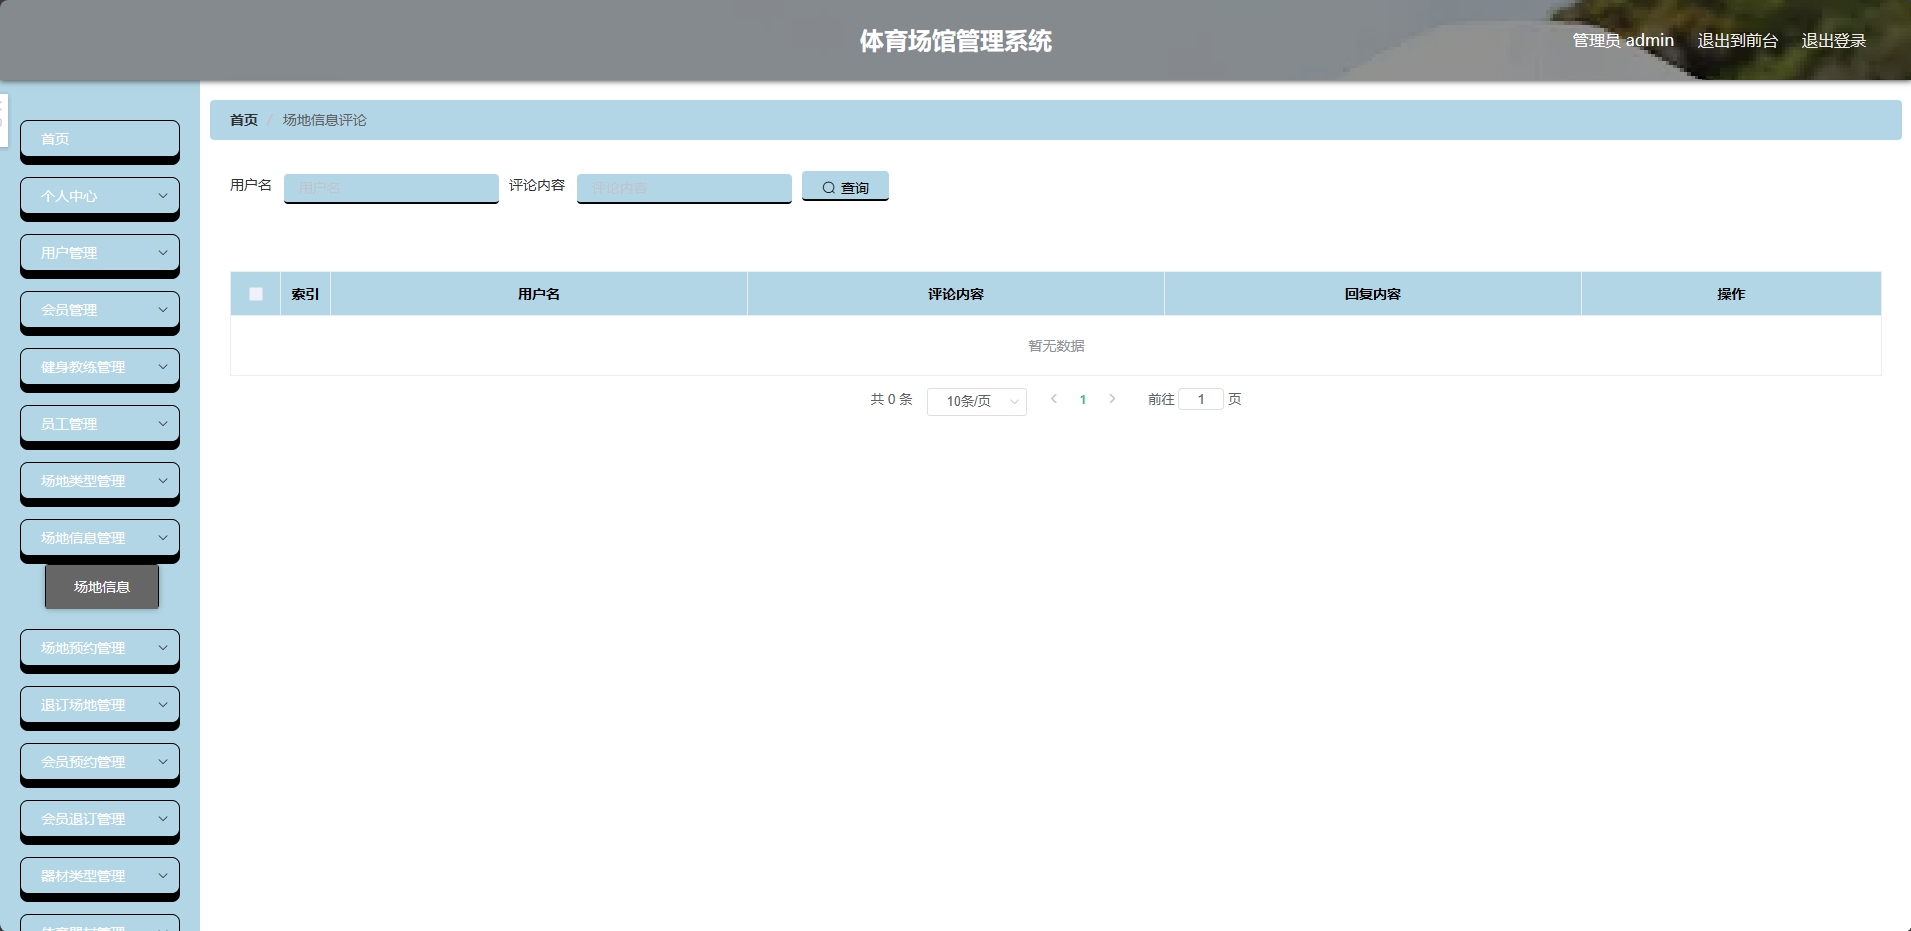 体育场馆管理系统
管理员 admin 退出到前台 退出登录
首页
个人中心
用户管理
会员管理
健身教练管理
员工管理
场地类型管理
场地信息管理
场地信息
场地预约管理
退订场地管理
会员预约管理
会员退订管理
器材类型管理
体育器材管理
首页 / 场地信息评论
用户名 用户名 评论内容 评论内容 查询
索引 用户名 评论内容 回复内容 操作
暂无数据
共 0 条 10条/页 1 前往 1 页